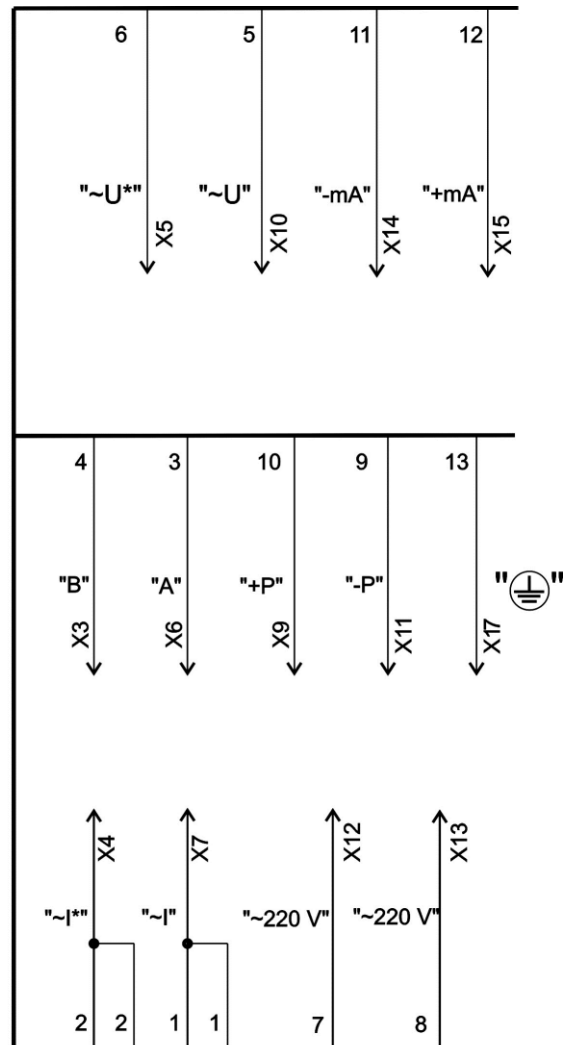 6 5 11 12
"~U*" "~U" "-mA" "+mA"
X5 X10 X14 X15
4 3 10 9 13
"B" "A" "+P" "-P" " "
X3 X6 X9 X11 X17
X4 X7 X12 X13
"~I*" "~I" "~220 V" "~220 V"
2 2 1 1 7 8